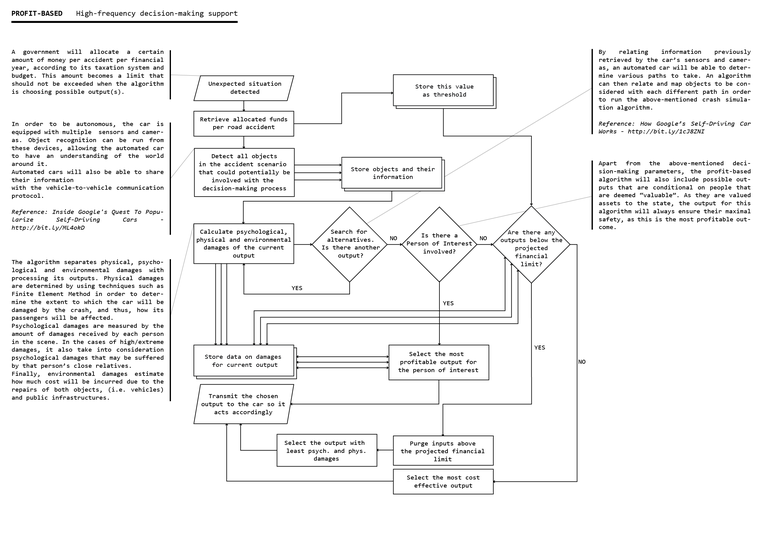 PROFIT-BASED High-frequency decision-making support
A government will allocate a certain
amount of money per accident per financial
year, according to its taxation system and
budget. This amount becomes a limit that
should not be exceeded when the algorithm
is choosing possible output(s).
In order to be autonomous, the car is
equipped with multiple sensors and camer-
as. Object recognition can be run from
these devices, allowing the automated car
to have an understanding of the world
around it.
Automated cars will also be able to share
their information
with the vehicle-to-vehicle communication
protocol.
Reference: Inside Google's Quest To Popu-
larize Self-Driving Cars -
http://bit.ly/HL4okO
The algorithm separates physical, psycho-
logical and environmental damages with
processing its outputs. Physical damages
are determined by using techniques such as
Finite Element Method in order to deter-
mine the extent to which the car will be
damaged by the crash, and thus, how its
passengers will be affected.
Psychological damages are measured by the
amount of damages received by each person
in the scene. In the cases of high/extreme
damages, it also take into consideration
psychological damages that may be suffered
by that person's close relatives.
Finally, environmental damages estimate
how much cost will be incurred due to the
repairs of both objects, (i.e. vehicles)
and public infrastructures.
Unexpected situation
detected
Retrieve allocated funds
per road accident
Detect all objects
in the accident scenario
that could potentially be
involved with the
decision-making process
Calculate psychological,
physical and environmental
damages of the current
output
Store this value
as threshold
Store objects and their
information
Search for
alternatives.
Is there another
output?
NO
Is there a
Person of Interest
involved?
NO
Are there any
outputs below the
projected
financial
limit?
YES
YES
YES
NO
Store data on damages
for current output
Select the most
profitable output for
the person of interest
Transmit the chosen
output to the car so it
acts accordingly
Select the output with
least psych. and phys.
damages
Purge inputs above
the projected financial
limit
Select the most cost
effective output
By relating information previously
retrieved by the car's sensors and camer-
as, an automated car will be able to deter-
mine various paths to take. An algorithm
can then relate and map objects to be con-
sidered with each different path in order
to run the above-mentioned crash simula-
tion algorithm.
Reference: How Google's Self-Driving Car
Works - http://bit.ly/1cJ8ZNI
Apart from the above-mentioned deci-
sion-making parameters, the profit-based
algorithm will also include possible out-
puts that are conditional on people that
are deemed "valuable". As they are valued
assets to the state, the output for this
algorithm will always ensure their maximal
safety, as this is the most profitable out-
come.